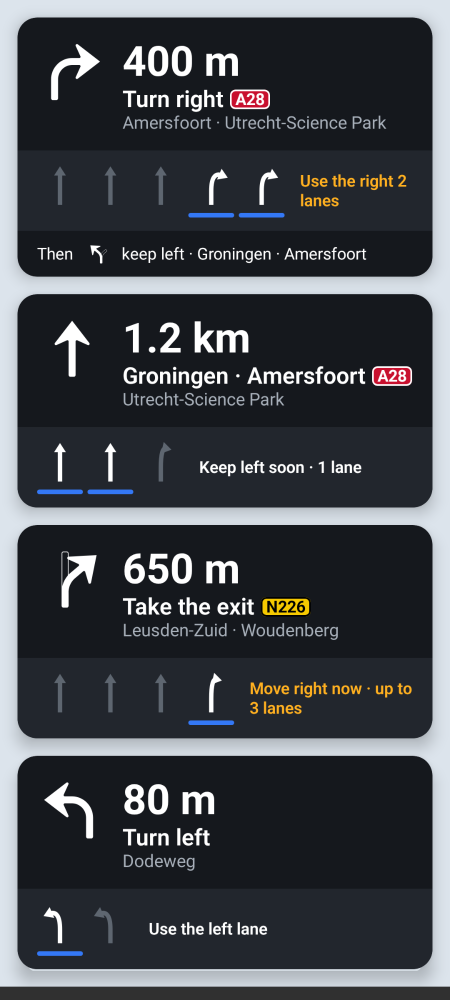 400 m
Turn right A28
Amersfoort · Utrecht-Science Park
Use the right 2
lanes
Then keep left · Groningen · Amersfoort
1.2 km
Groningen · Amersfoort A28
Utrecht-Science Park
Keep left soon · 1 lane
650 m
Take the exit N226
Leusden-Zuid · Woudenberg
Move right now · up to
3 lanes
80 m
Turn left
Dodeweg
Use the left lane